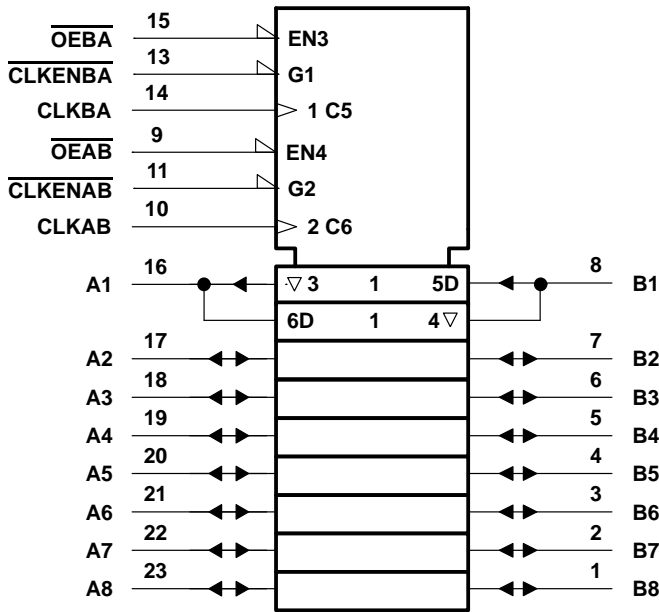 15
OEBA EN3
13
CLKENBA G1
14
CLKBA 1 C5
9
OEAB EN4
11
CLKENAB G2
10
CLKAB 2 C6
16 8
A1 3 1 5D B1
6D 1 4
17 7
A2 B2
18 6
A3 B3
19 5
A4 B4
20 4
A5 B5
21 3
A6 B6
22 2
A7 B7
23 1
A8 B8